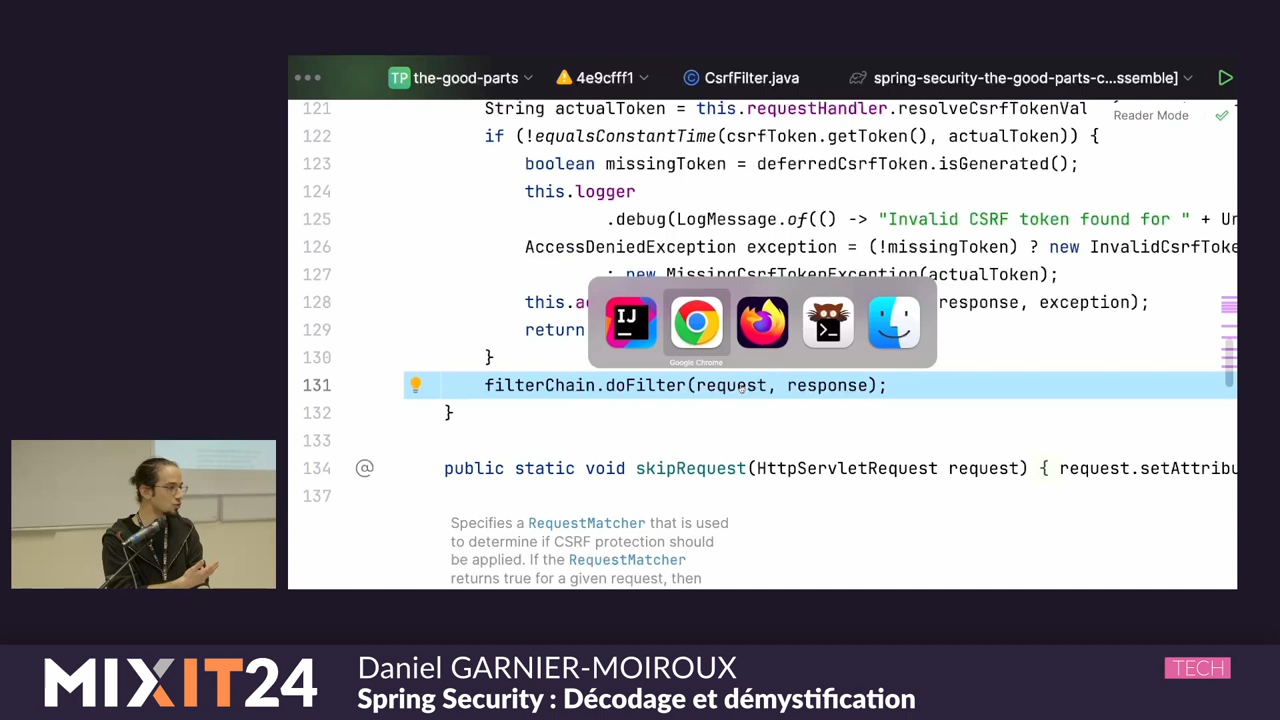 TP the-good-parts
4e9cfff1
CsrfFilter.java
spring-security-the-good-parts-c...ssemble]
Reader Mode
121 String actualToken = this.requestHandler.resolveCsrfTokenVal
122 if (!equalsConstantTime(csrfToken.getToken(), actualToken)) {
123 boolean missingToken = deferredCsrfToken.isGenerated();
124 this.logger
125 .debug(LogMessage.of(() -> "Invalid CSRF token found for " + Ur
126 AccessDeniedException exception = (!missingToken) ? new InvalidCsrfToke
127 : new MissingCsrfTokenException(actualToken);
128 this.a response, exception);
129 return
130 }
131 filterChain.doFilter(request, response);
132 }
133
134 @ public static void skipRequest(HttpServletRequest request) { request.setAttribu
137
IJ
Google Chrome
Specifies a RequestMatcher that is used
to determine if CSRF protection should
be applied. If the RequestMatcher
returns true for a given request, then
MIXIT24
Daniel GARNIER-MOIROUX
Spring Security : Décodage et démystification
TECH